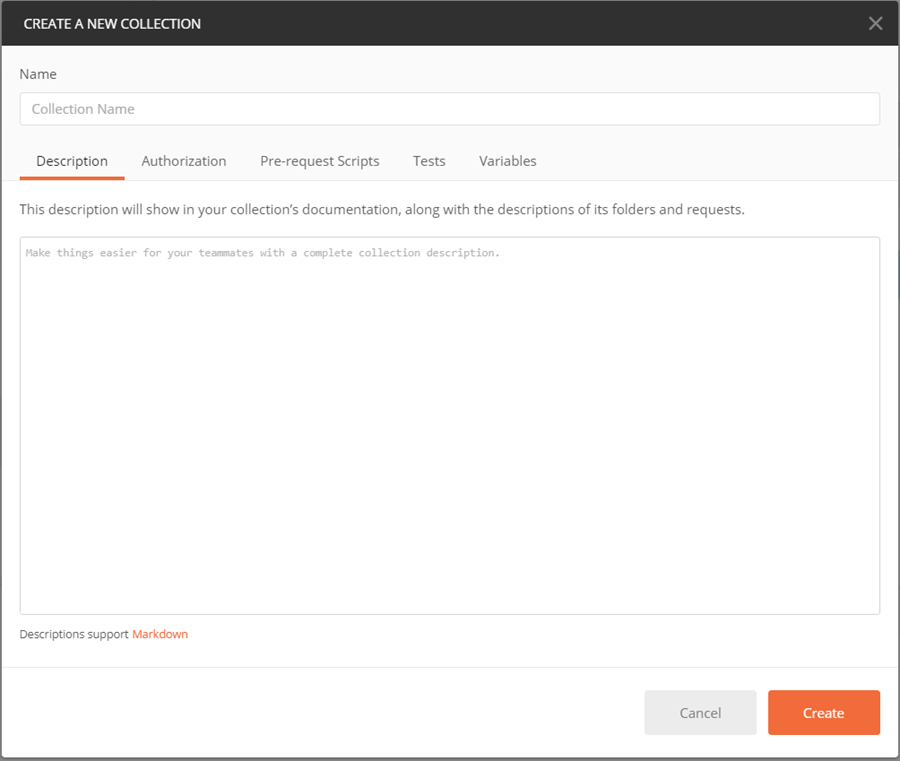 CREATE A NEW COLLECTION
Name
Collection Name
Description Authorization Pre-request Scripts Tests Variables
This description will show in your collection’s documentation, along with the descriptions of its folders and requests.
Make things easier for your teammates with a complete collection description.
Descriptions support Markdown
Cancel Create